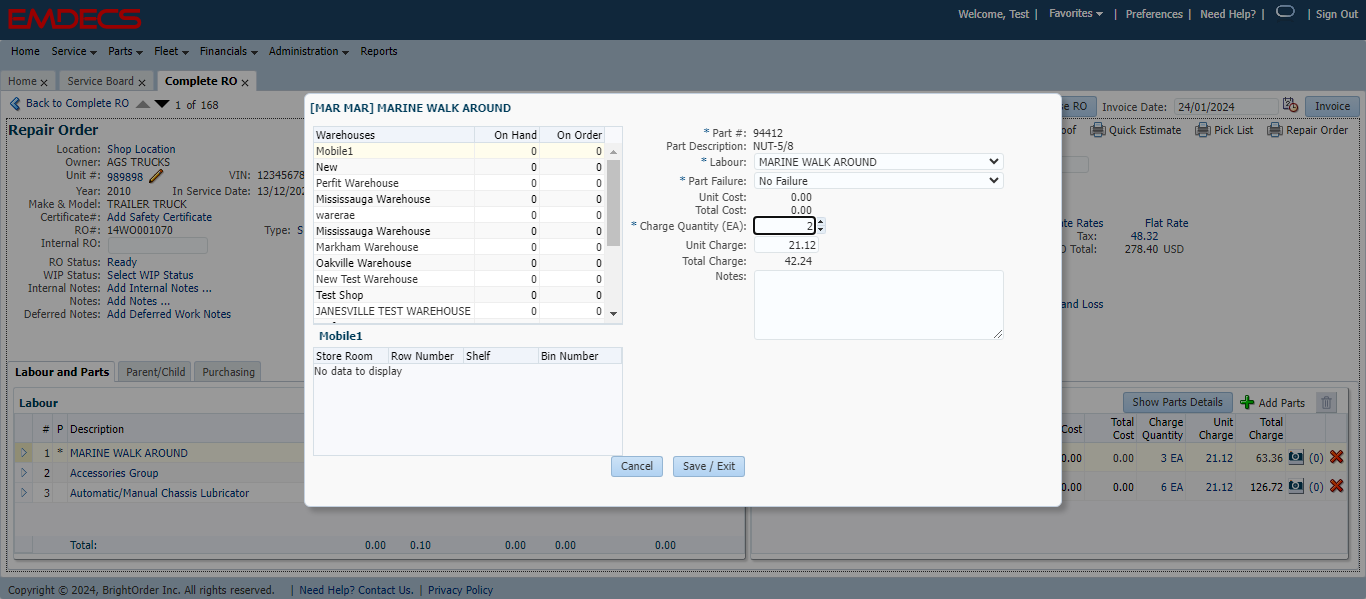 EMDECS
Welcome, Test | Favorites | Preferences | Need Help? | | Sign Out
Home Service Parts Fleet Financials Administration Reports
Home x Service Board x Complete RO x
Back to Complete RO 1 of 168
RO Invoice Date: 24/01/2024 Invoice
Repair Order
Quick Estimate Pick List Repair Order
Location: Shop Location
Owner: AGS TRUCKS
Unit #: 989898 VIN: 12345678
Year: 2010 In Service Date: 13/12/202
Make & Model: TRAILER TRUCK
Certificate#: Add Safety Certificate
RO#: 14WO001070 Type: S
Internal RO:
RO Status: Ready
WIP Status: Select WIP Status
Internal Notes: Add Internal Notes ...
Notes: Add Notes ...
Deferred Notes: Add Deferred Work Notes
Rates Flat Rate
Tax: 48.32
Total: 278.40 USD
and Loss
[MAR MAR] MARINE WALK AROUND
Warehouses On Hand On Order
Mobile1 0 0
New 0 0
Perfit Warehouse 0 0
Mississauga Warehouse 0 0
warerae 0 0
Mississauga Warehouse 0 0
Markham Warehouse 0 0
Oakville Warehouse 0 0
New Test Warehouse 0 0
Test Shop 0 0
JANESVILLE TEST WAREHOUSE 0 0
Mobile1
Store Room Row Number Shelf Bin Number
No data to display
* Part #: 94412
Part Description: NUT-5/8
* Labour: MARINE WALK AROUND
* Part Failure: No Failure
Unit Cost: 0.00
Total Cost: 0.00
* Charge Quantity (EA): 2
Unit Charge: 21.12
Total Charge: 42.24
Notes:
Cancel Save / Exit
Labour and Parts Parent/Child Purchasing
Labour
# P Description
1 * MARINE WALK AROUND
2 Accessories Group
3 Automatic/Manual Chassis Lubricator
Total: 0.00 0.10 0.00 0.00 0.00
Show Parts Details Add Parts
Cost Total Cost Charge Quantity Unit Charge Total Charge
0.00 0.00 3 EA 21.12 63.36 (0)
0.00 0.00 6 EA 21.12 126.72 (0)
Copyright © 2024, BrightOrder Inc. All rights reserved. | Need Help? Contact Us. | Privacy Policy